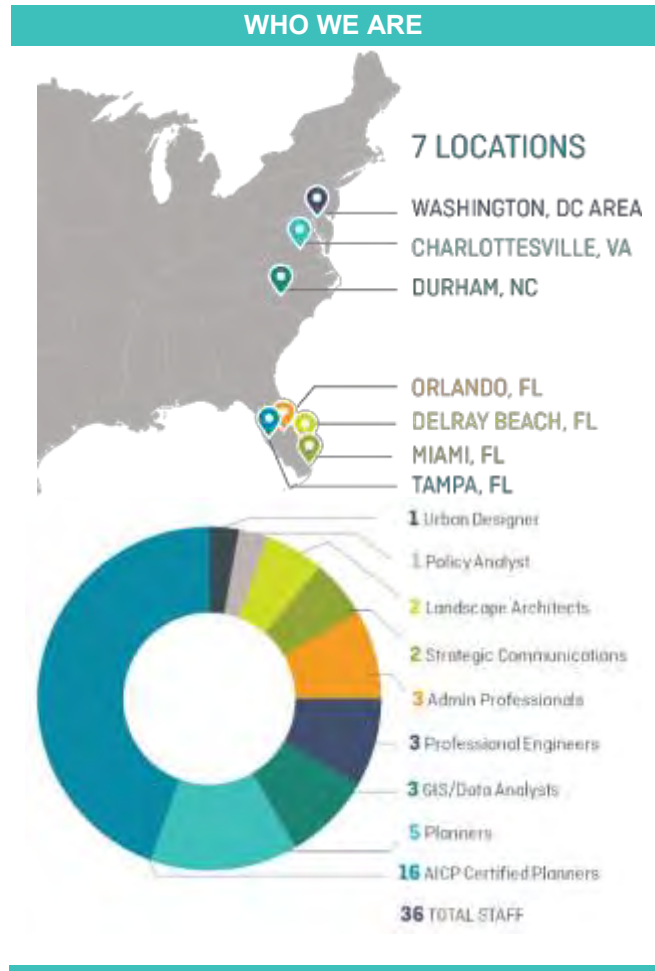 WHO WE ARE
7 LOCATIONS
WASHINGTON, DC AREA
CHARLOTTESVILLE, VA
DURHAM, NC
ORLANDO, FL
DELRAY BEACH, FL
MIAMI, FL
TAMPA, FL
1 Urban Designer
1 Policy Analyst
2 Landscape Architects
2 Strategic Communications
3 Admin Professionals
3 Professional Engineers
3 GIS/Data Analysts
5 Planners
16 AICP Certified Planners
36 TOTAL STAFF